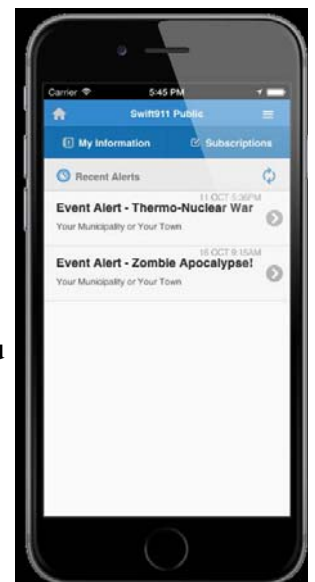 Carrier 5:45 PM
Swift911 Public
My Information Subscriptions
Recent Alerts
11 OCT 5:36PM
Event Alert - Thermo-Nuclear War
Your Municipality or Your Town
16 OCT 9:15AM
Event Alert - Zombie Apocalypse!
Your Municipality or Your Town